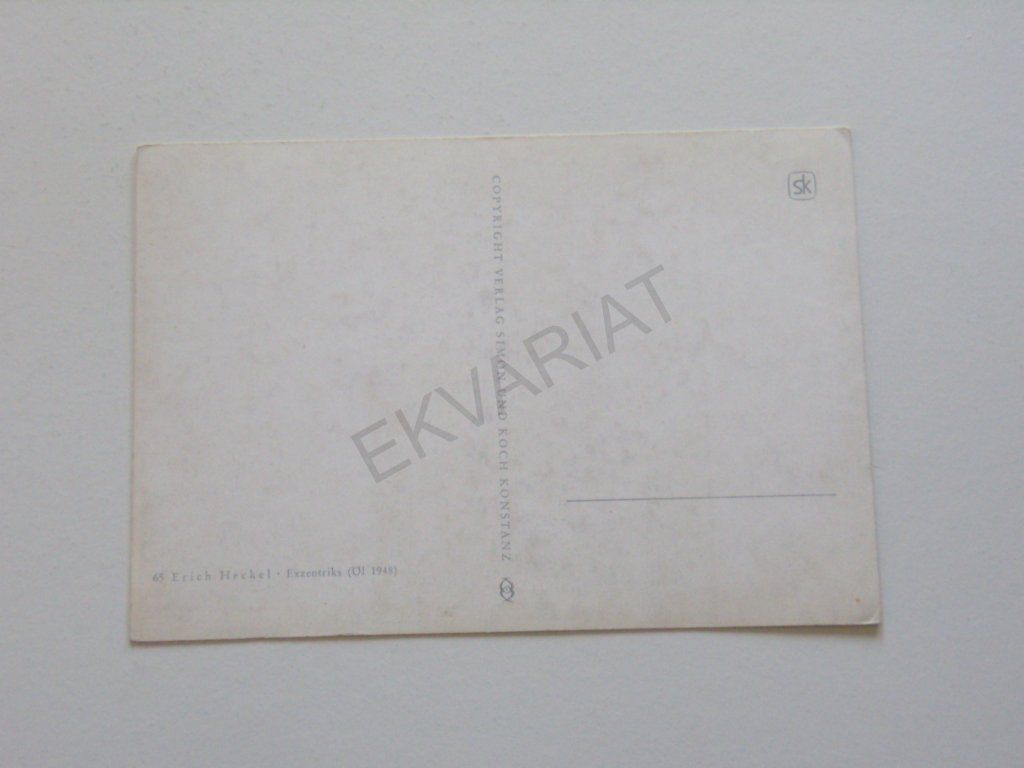 sk
COPYRIGHT VERLAG SIMON UND KOCH KONSTANZ
EKVARIAT
65 Erich Heckel · Exzentriks (Öl 1948)